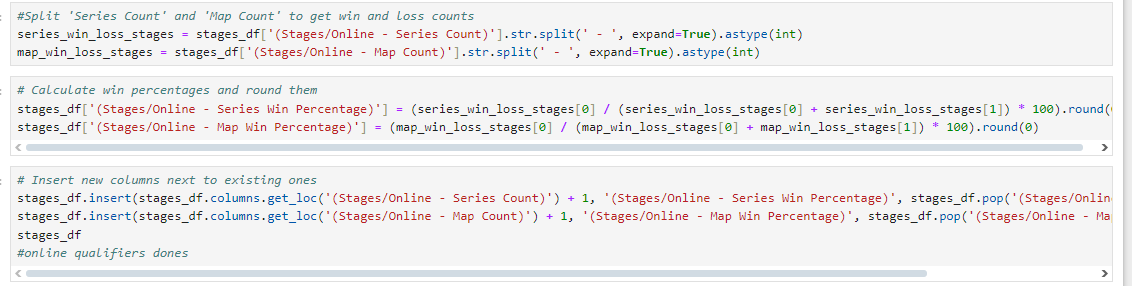 #Split 'Series Count' and 'Map Count' to get win and loss counts
series_win_loss_stages = stages_df['(Stages/Online - Series Count)'].str.split(' - ', expand=True).astype(int)
map_win_loss_stages = stages_df['(Stages/Online - Map Count)'].str.split(' - ', expand=True).astype(int)
# Calculate win percentages and round them
stages_df['(Stages/Online - Series Win Percentage)'] = (series_win_loss_stages[0] / (series_win_loss_stages[0] + series_win_loss_stages[1]) * 100).round(
stages_df['(Stages/Online - Map Win Percentage)'] = (map_win_loss_stages[0] / (map_win_loss_stages[0] + map_win_loss_stages[1]) * 100).round(0)
# Insert new columns next to existing ones
stages_df.insert(stages_df.columns.get_loc('(Stages/Online - Series Count)') + 1, '(Stages/Online - Series Win Percentage)', stages_df.pop('(Stages/Onlin
stages_df.insert(stages_df.columns.get_loc('(Stages/Online - Map Count)') + 1, '(Stages/Online - Map Win Percentage)', stages_df.pop('(Stages/Online - Ma
stages_df
#online qualifiers dones